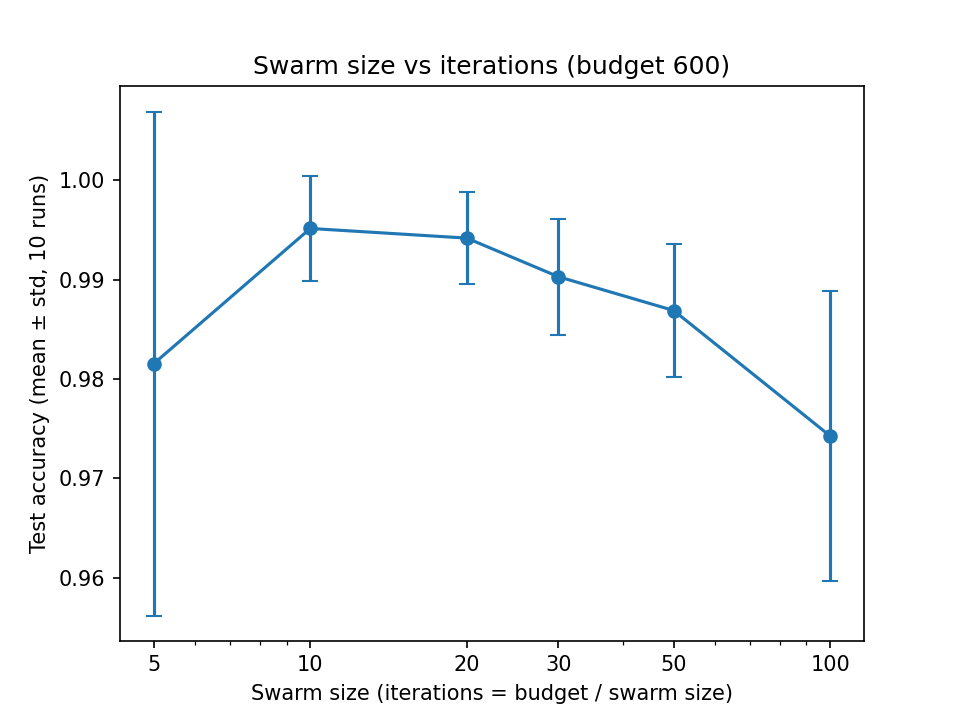 Swarm size vs iterations (budget 600)
Test accuracy (mean ± std, 10 runs)
1.00
0.99
0.98
0.97
0.96
5 10 20 30 50 100
Swarm size (iterations = budget / swarm size)